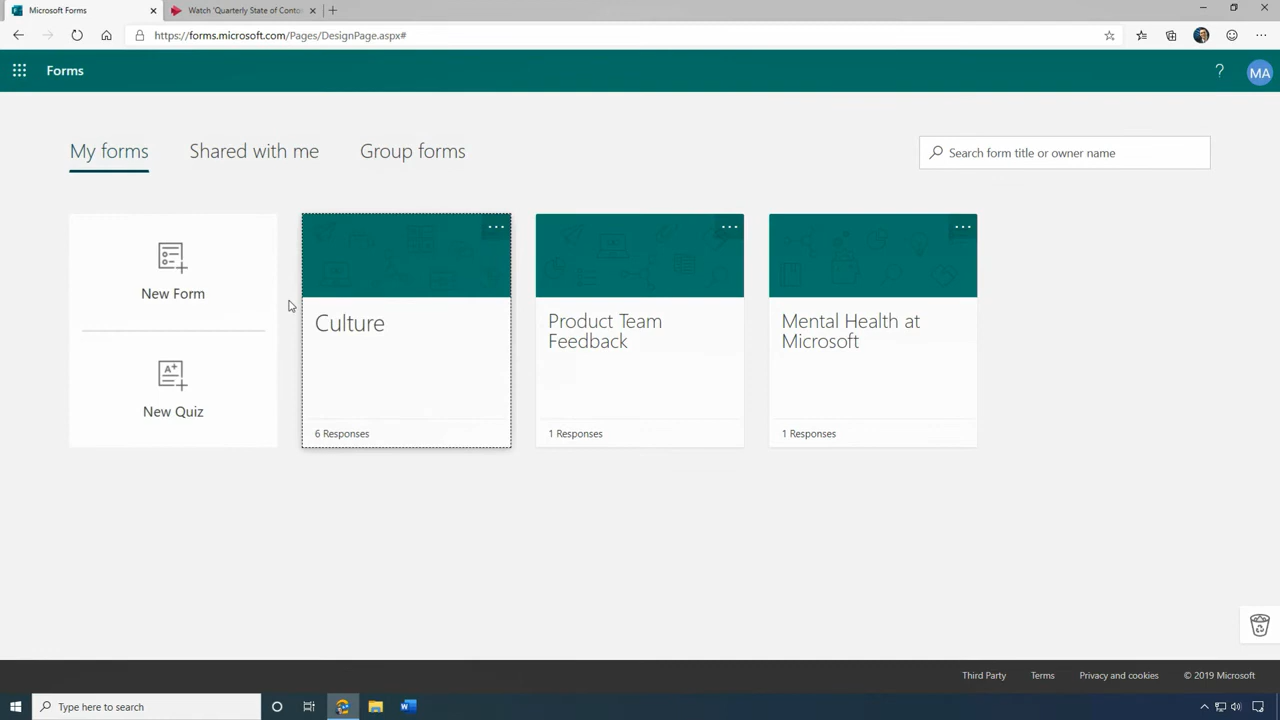 Microsoft Forms
Watch 'Quarterly State of Conto
https://forms.microsoft.com/Pages/DesignPage.aspx#
Forms
?
MA
My forms
Shared with me
Group forms
Search form title or owner name
New Form
A+
New Quiz
Culture
6 Responses
Product Team
Feedback
1 Responses
Mental Health at
Microsoft
1 Responses
Third Party
Terms
Privacy and cookies
© 2019 Microsoft
Type here to search